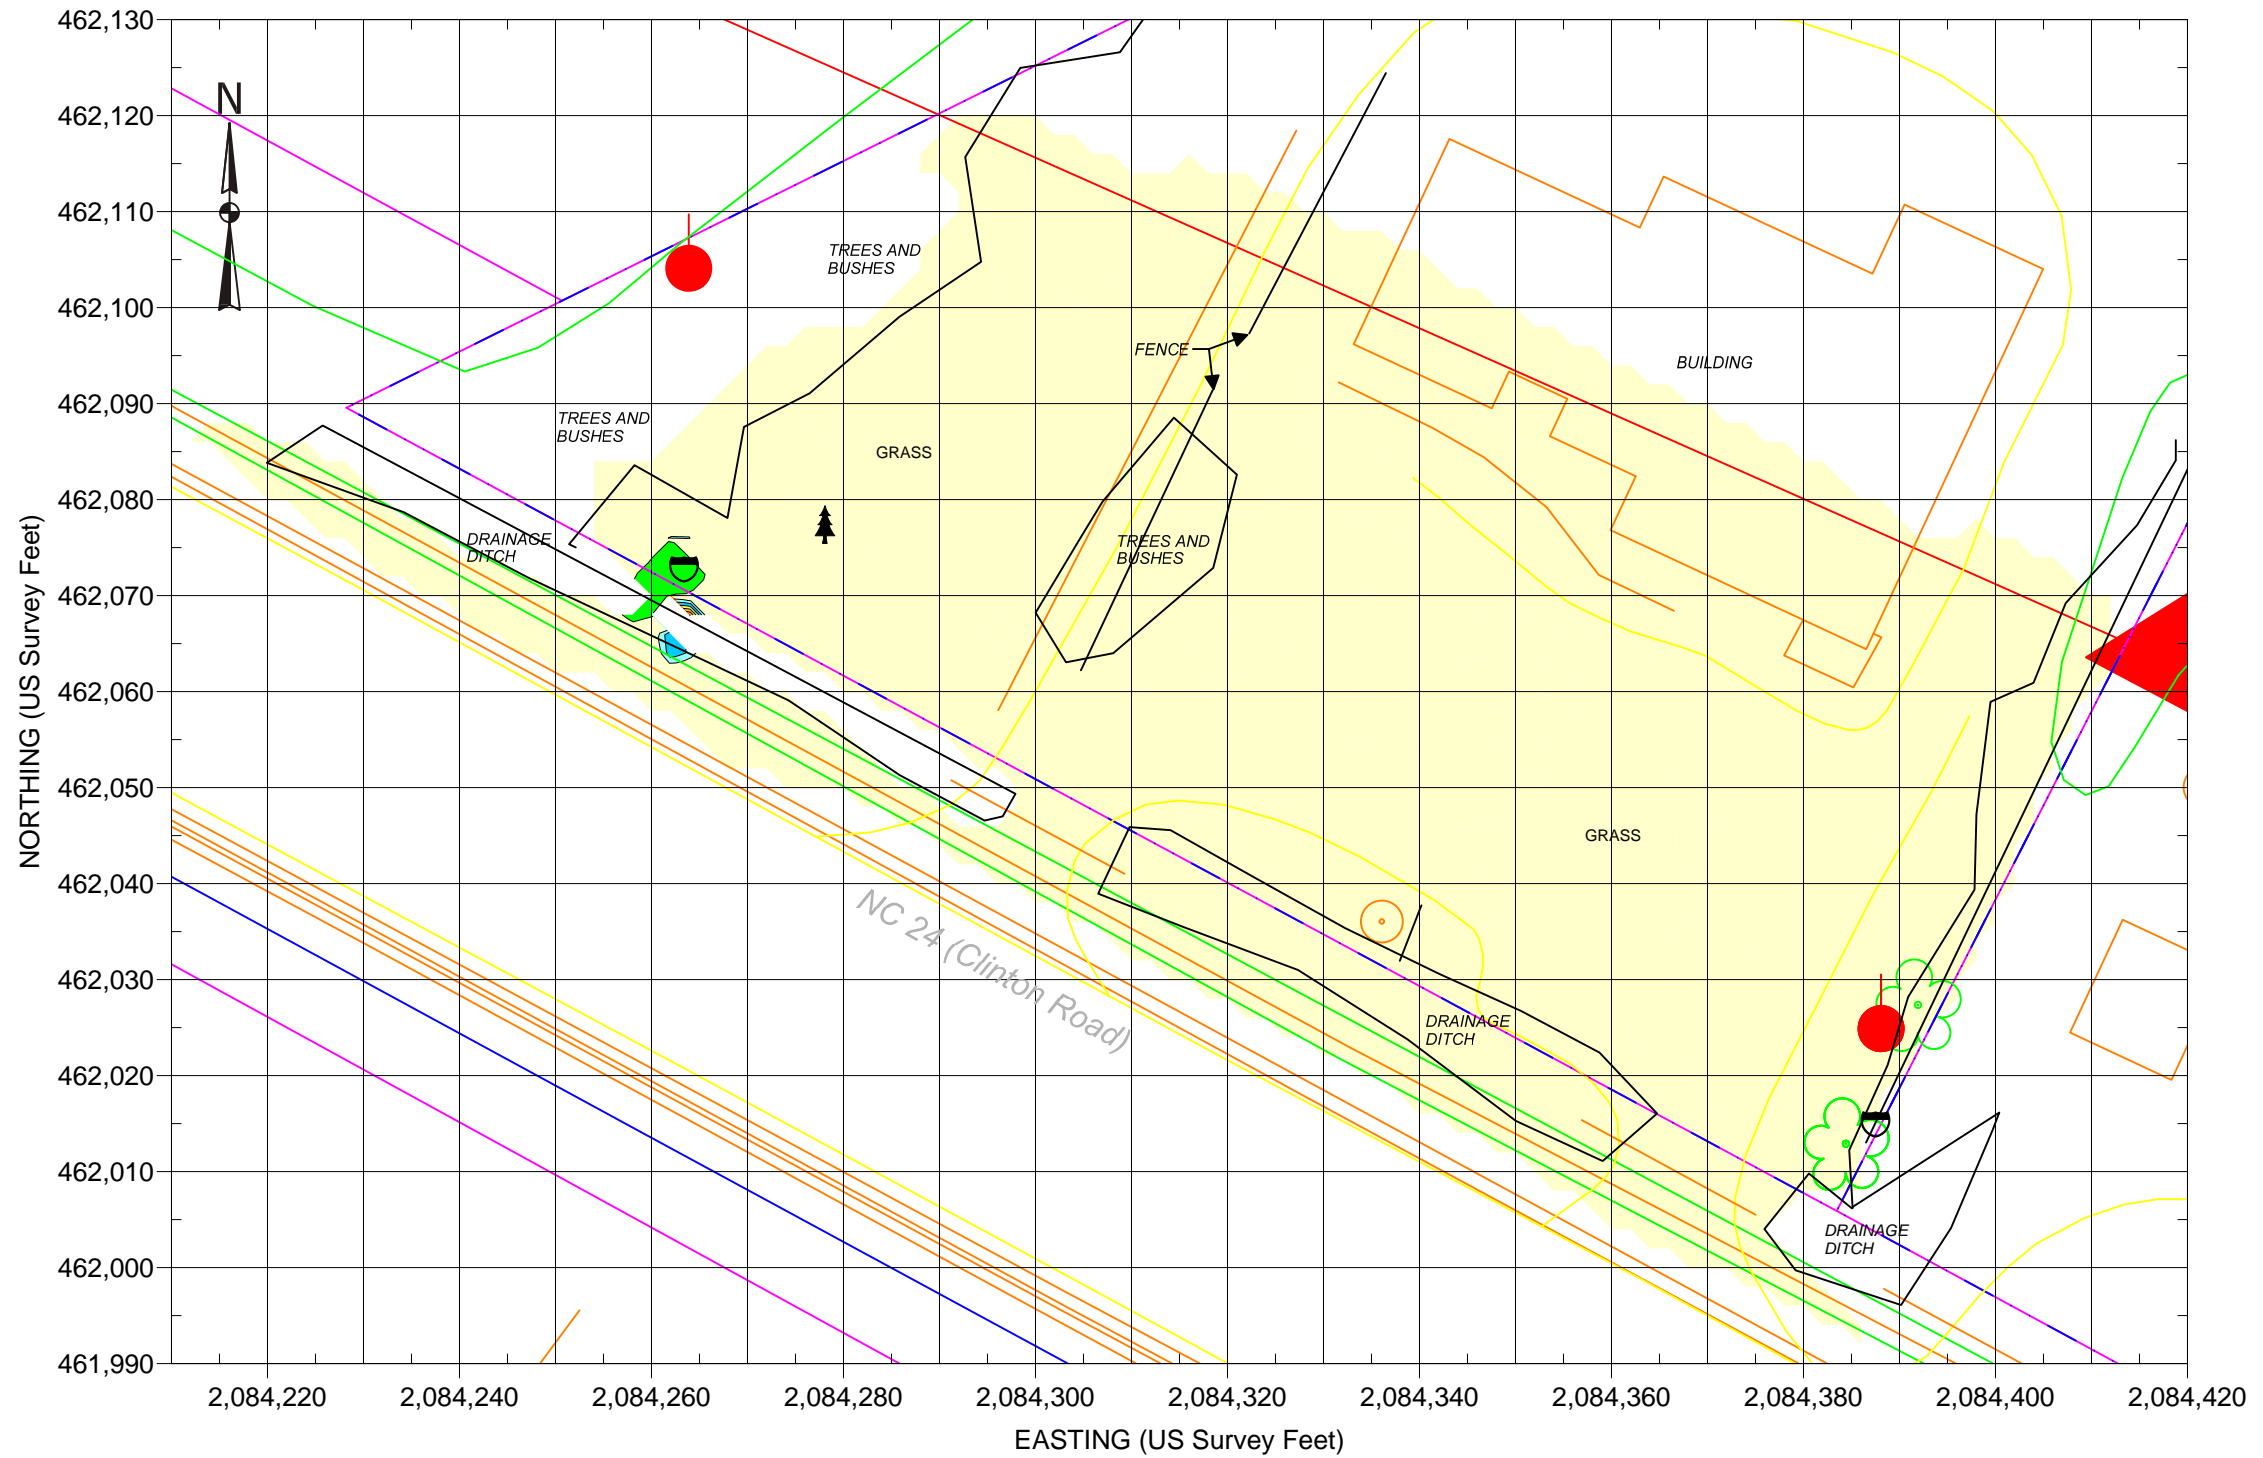 462,130
462,120
462,110
462,100
462,090
462,080
462,070
462,060
462,050
462,040
462,030
462,020
462,010
462,000
461,990
NORTHING (US Survey Feet)
N
TREES AND
BUSHES
FENCE
BUILDING
TREES AND
BUSHES
GRASS
DRAINAGE
DITCH
TREES AND
BUSHES
GRASS
NC 24 (Clinton Road)
DRAINAGE
DITCH
DRAINAGE
DITCH
2,084,220
2,084,240
2,084,260
2,084,280
2,084,300
2,084,320
2,084,340
2,084,360
2,084,380
2,084,400
2,084,420
EASTING (US Survey Feet)